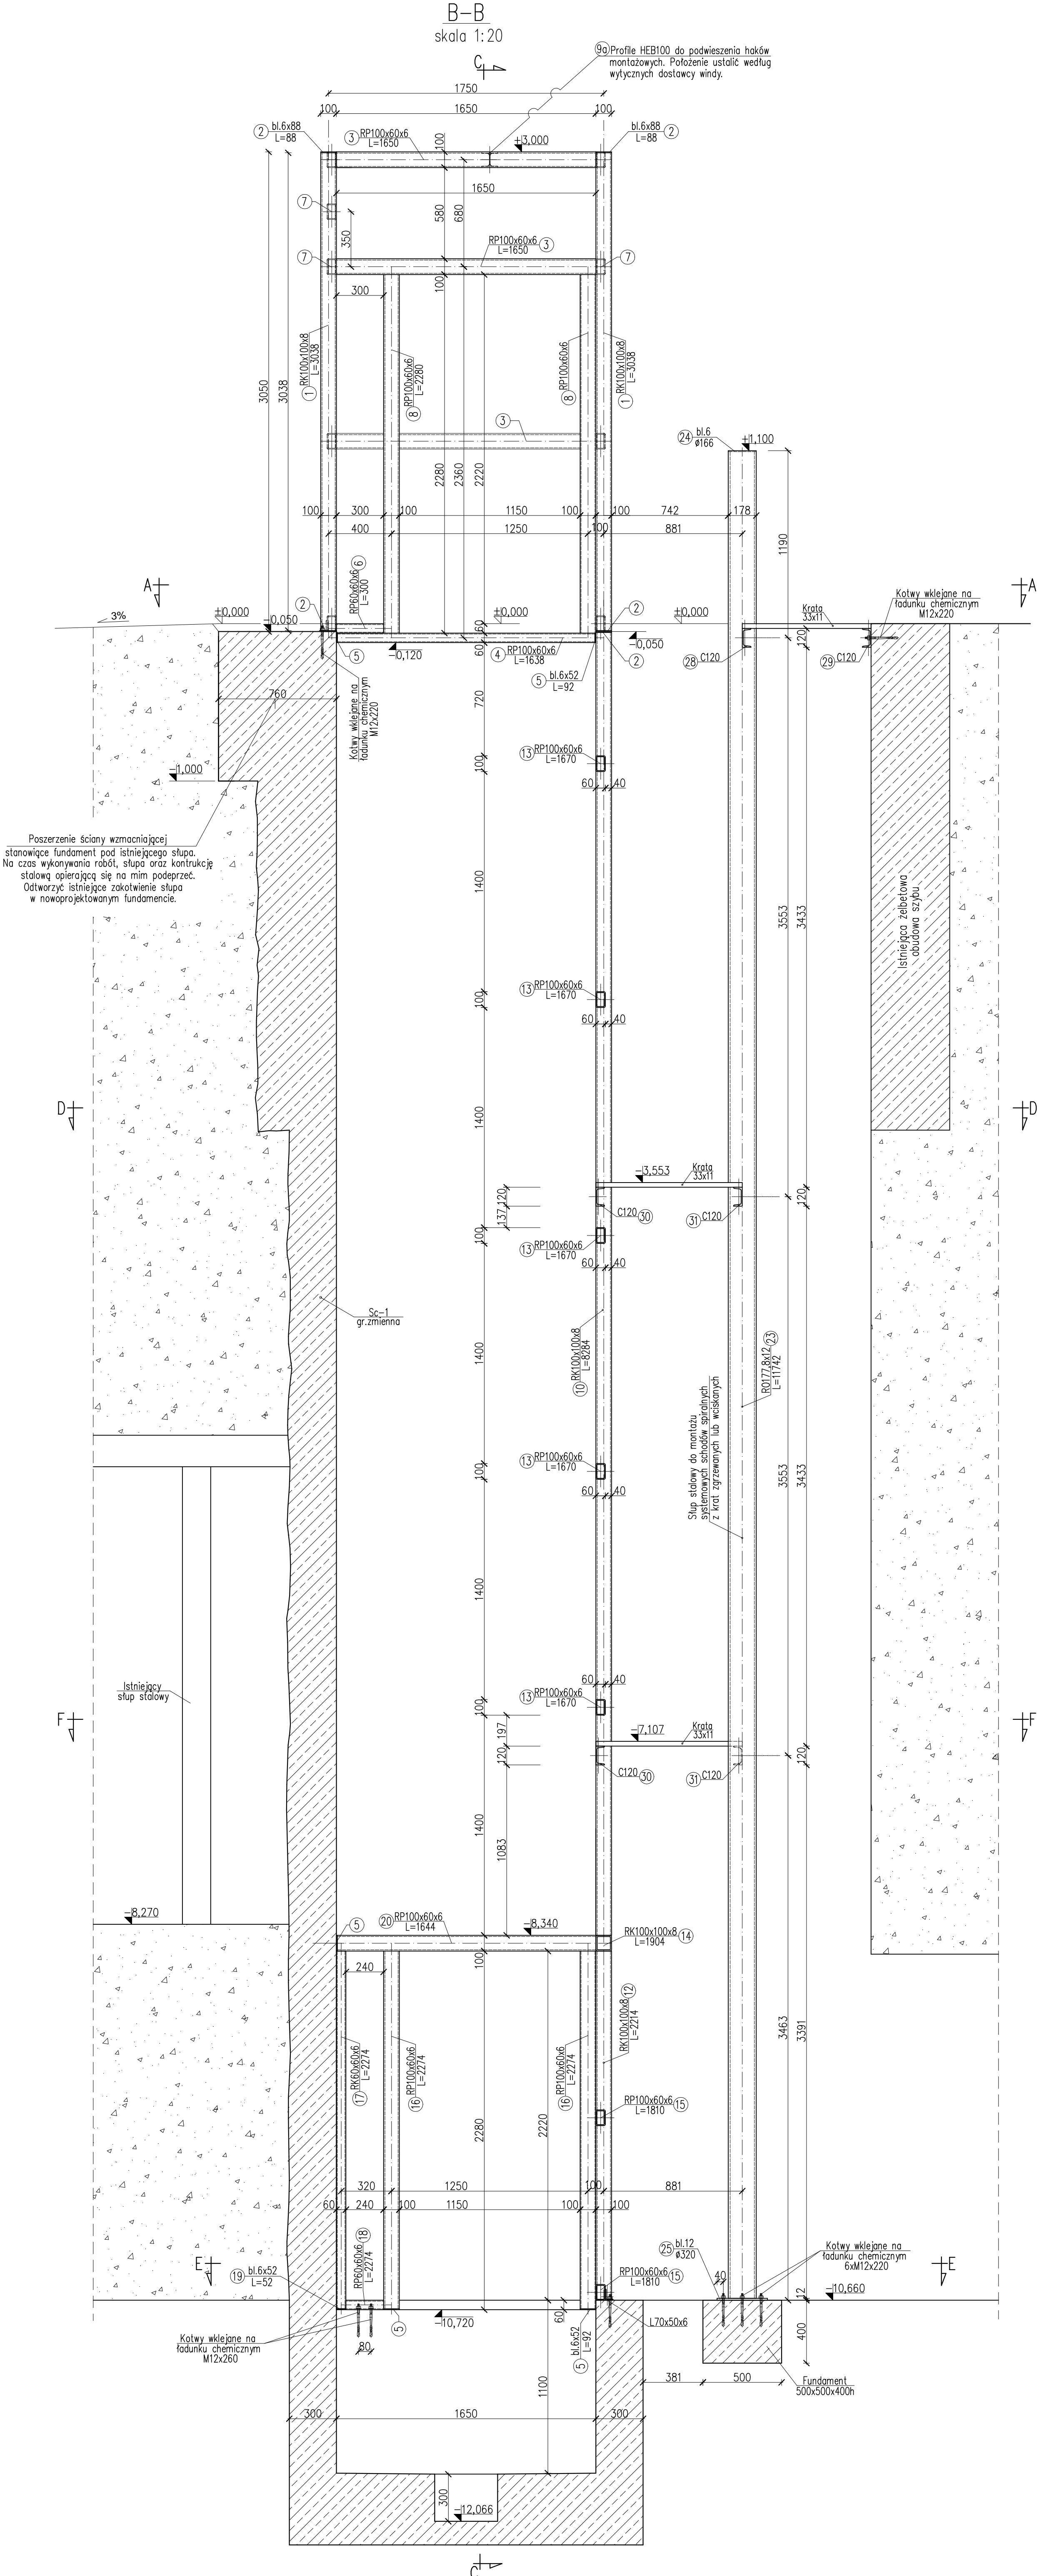 B-B
skala 1:20
C
9a Profile HEB100 do podwieszenia haków
montażowych. Położenie ustalić według
wytycznych dostawcy windy.
1750
100 1650 100
2 bl.6x88
L=88
3 RP100x60x6
L=1650
100
+3,000
bl.6x88 2
L=88
1650
7
580
680
350
RP100x60x6 3
L=1650
7
7
100
300
1 RK100x100x8
L=3038
8 RP100x60x6
L=2280
8 RP100x60x6
1 RK100x100x8
L=3038
3050
3038
3
24 bl.6
ø166
+1,100
2280
2360
2220
100 300 100 1150 100 100 742 178
400 1250 100 881
1190
A
A
RP60x60x6 6
L=300
3%
±0,000
-0,050
2
±0,000
60
2
±0,000
-0,050
Krata
33x11
Kotwy wklejane na
ładunku chemicznym
M12x220
120
5
-0,120
60
4 RP100x60x6
L=1638
2
28 C120
29 C120
5 bl.6x52
L=92
760
Kotwy wklejane na
ładunku chemicznym
M12x220
720
-1,000
13 RP100x60x6
L=1670
100
60 40
Poszerzenie ściany wzmacniającej
stanowiące fundament pod istniejącego słupa.
Na czas wykonywania robót, słupa oraz kontrukcję
stalową opierającą się na mim podeprzeć.
Odtworzyć istniejące zakotwienie słupa
w nowoprojektowanym fundamencie.
1400
3553
3433
Istniejąca żelbetowa
obudowa szybu
13 RP100x60x6
L=1670
100
60 40
D
D
1400
-3,553
Krata
33x11
120
137
C120 30
31 C120
120
100
13 RP100x60x6
L=1670
60 40
Sc-1
gr.zmienna
1400
10 RK100x100x8
L=8284
RO177,8x12 23
L=11742
Słup stalowy do montażu
systemowych schodów spiralnych
z krat zgrzewanych lub wciskanych
3553
3433
13 RP100x60x6
L=1670
100
60 40
1400
Istniejący
słup stalowy
60 40
13 RP100x60x6
L=1670
100
F
F
197
-7,107
Krata
33x11
120
C120 30
31 C120
120
1400
1083
-8,270
5
20 RP100x60x6
L=1644
-8,340
RK100x100x8 14
L=1904
100
240
17 RK60x60x6
L=2274
16 RP100x60x6
L=2274
16 RP100x60x6
L=2274
RK100x100x8 12
L=2214
3463
3391
RP100x60x6 15
L=1810
2280
2220
320 1250 100 881
60 240 100 1150 100 100
E
E
19 bl.6x52
L=52
RP60x60x6 18
L=2274
25 bl.12
ø320
Kotwy wklejane na
ładunku chemicznym
6xM12x220
RP100x60x6 15
L=1810
40
12
-10,660
5
-10,720
60
L70x50x6
400
Kotwy wklejane na
ładunku chemicznym
M12x260
80
5 bl.6x52
L=92
381 500
Fundament
500x500x400h
1100
300 1650 300
300
-12,066
C